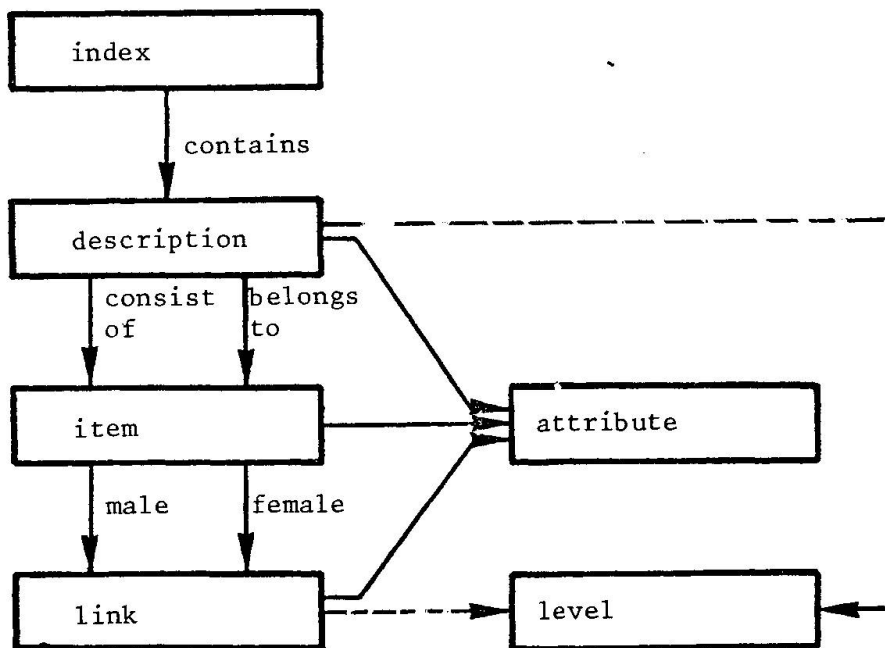 index
contains
description
consist
of
belongs
to
item
attribute
male
female
link
level